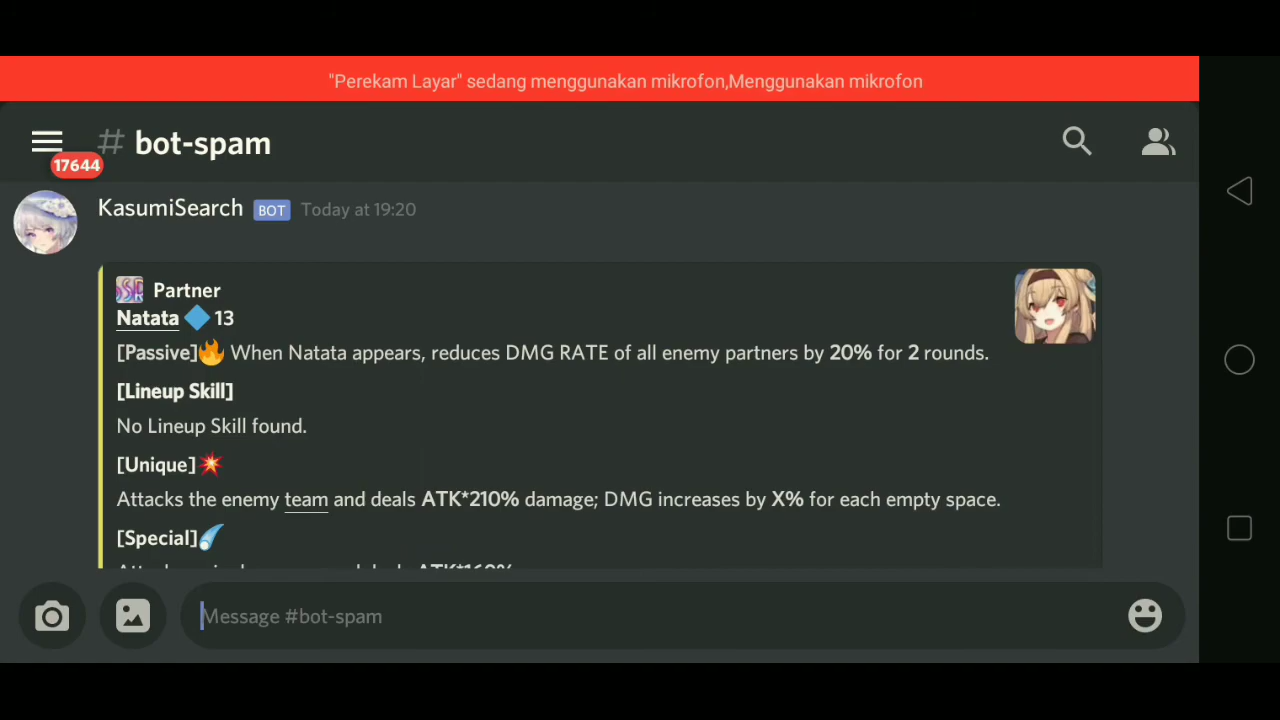 "Perekam Layar" sedang menggunakan mikrofon,Menggunakan mikrofon
# bot-spam
17644
KasumiSearch BOT Today at 19:20
Partner
Natata 13
[Passive] When Natata appears, reduces DMG RATE of all enemy partners by 20% for 2 rounds.
[Lineup Skill]
No Lineup Skill found.
[Unique]
Attacks the enemy team and deals ATK*210% damage; DMG increases by X% for each empty space.
[Special]
Message #bot-spam